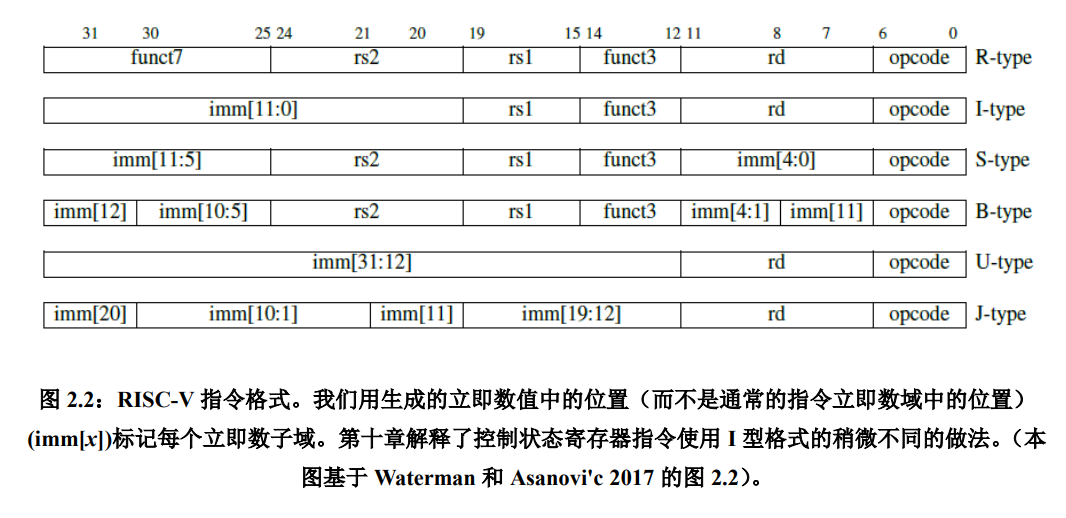 31 30 25 24 21 20 19 15 14 12 11 8 7 6 0
funct7 rs2 rs1 funct3 rd opcode R-type
imm[11:0] rs1 funct3 rd opcode I-type
imm[11:5] rs2 rs1 funct3 imm[4:0] opcode S-type
imm[12] imm[10:5] rs2 rs1 funct3 imm[4:1] imm[11] opcode B-type
imm[31:12] rd opcode U-type
imm[20] imm[10:1] imm[11] imm[19:12] rd opcode J-type
图 2.2：RISC-V 指令格式。我们用生成的立即数值中的位置（而不是通常的指令立即数域中的位置）
(imm[x])标记每个立即数子域。第十章解释了控制状态寄存器指令使用 I 型格式的稍微不同的做法。（本
图基于 Waterman 和 Asanovi'c 2017 的图 2.2）。